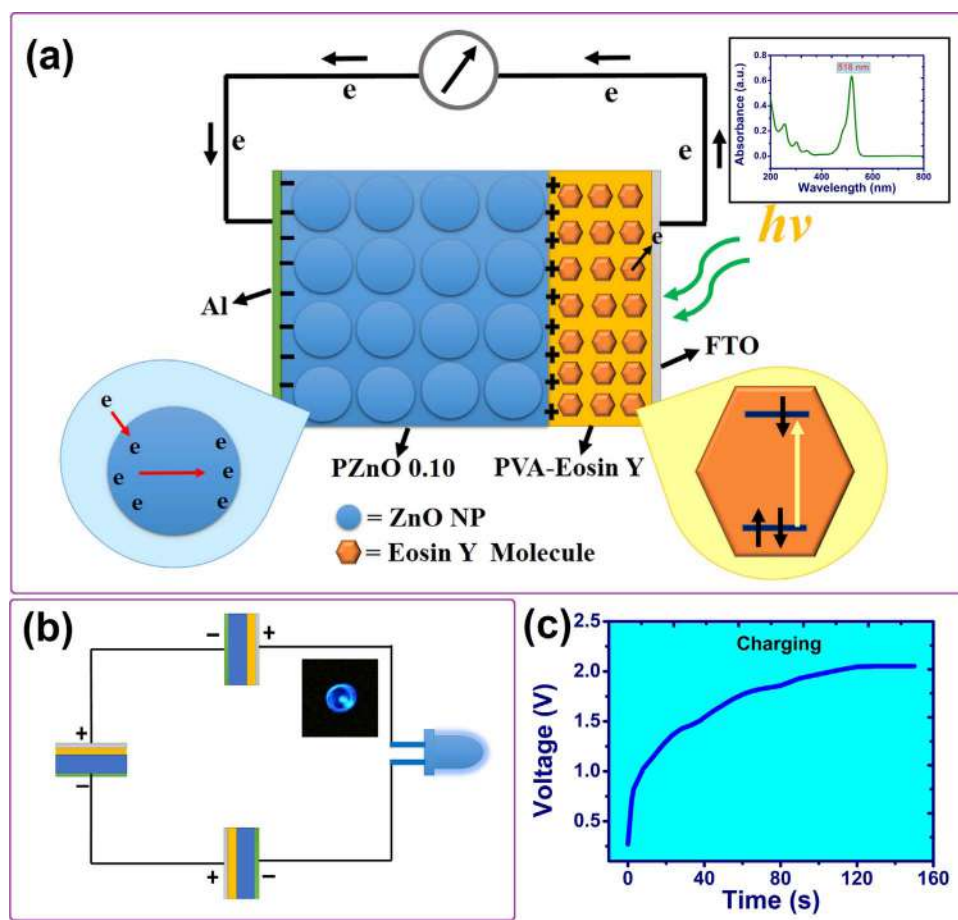 (a)
e
e
e
e
518 nm
Absorbance (a.u.)
0.8
0.6
0.4
0.2
0.0
200
400
600
800
Wavelength (nm)
hν
e
Al
FTO
PZnO 0.10
PVA-Eosin Y
e
e
e
e
e
e
e
e
= ZnO NP
= Eosin Y Molecule
(b)
− +
+
−
+ −
(c)
Charging
Voltage (V)
2.5
2.0
1.5
1.0
0.5
0
40
80
120
160
Time (s)